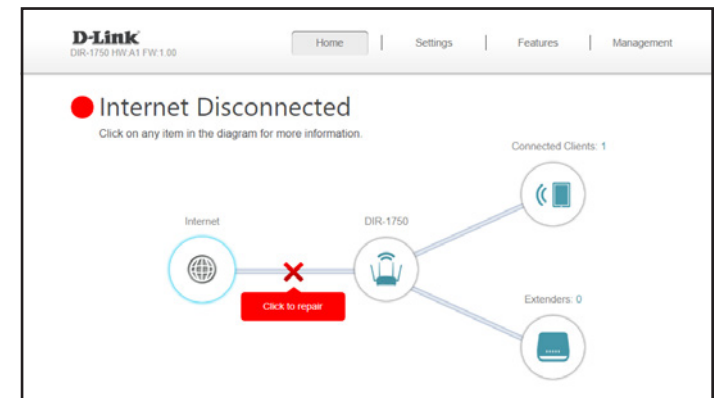 D-Link
DIR-1750 HW:A1 FW:1.00
Home | Settings | Features | Management
Internet Disconnected
Click on any item in the diagram for more information.
Connected Clients: 1
Internet
DIR-1750
Click to repair
Extenders: 0